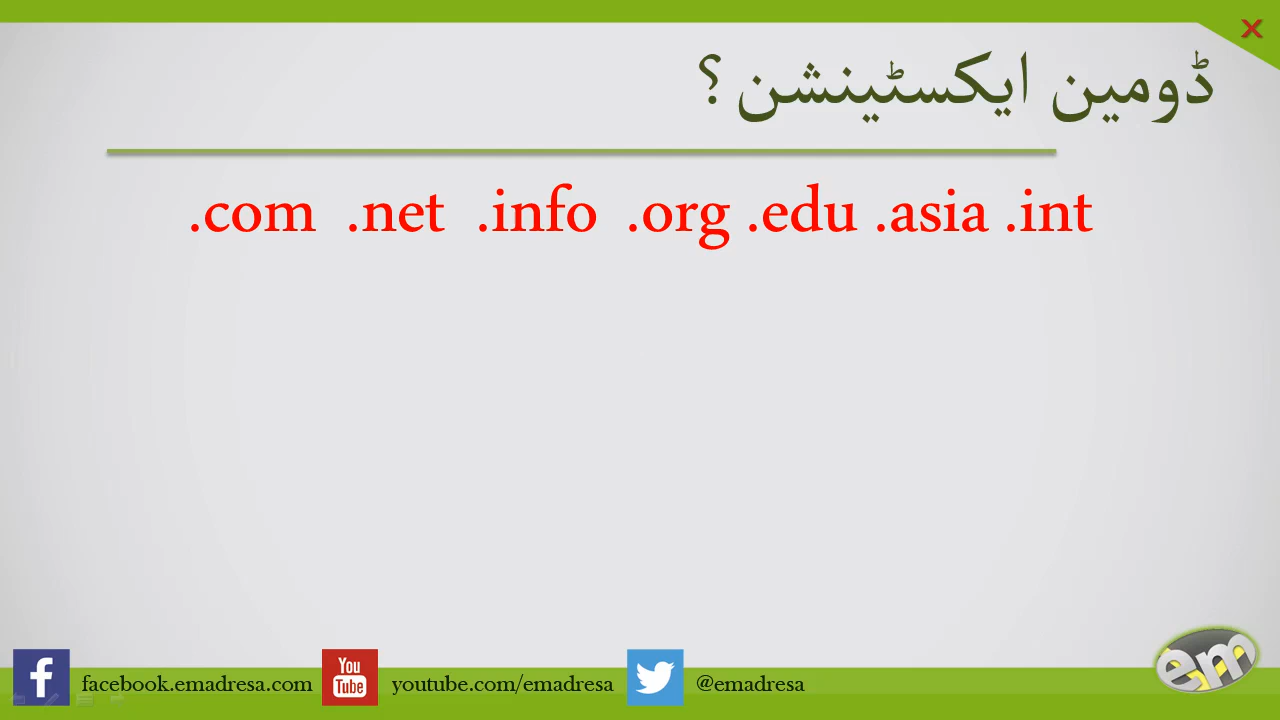 ڈومین ایکسٹینشن ؟
.com .net .info .org .edu .asia .int
facebook.emadresa.com
You Tube
youtube.com/emadresa
@emadresa
em